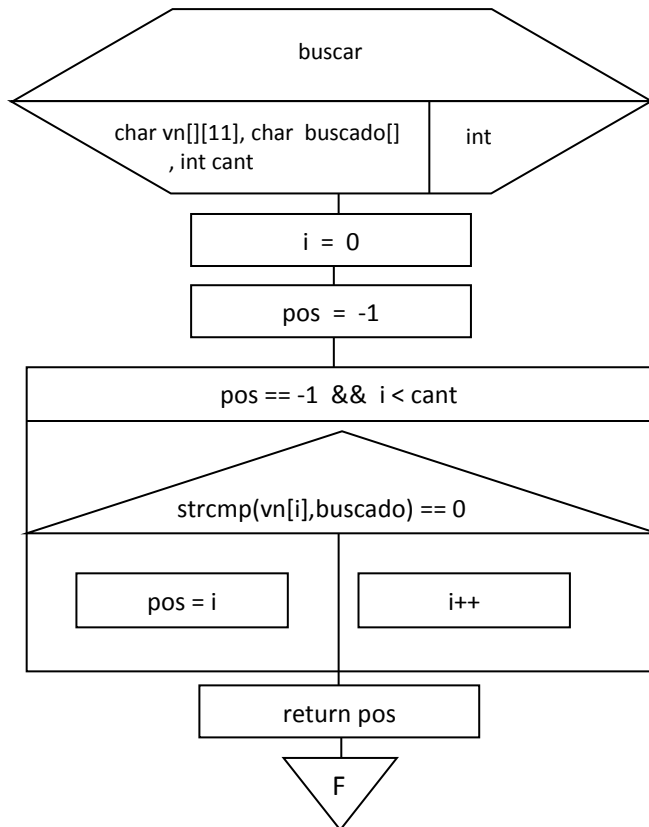 buscar
char vn[][11], char buscado[]
, int cant
int
i = 0
pos = -1
pos == -1 && i < cant
strcmp(vn[i],buscado) == 0
pos = i
i++
return pos
F